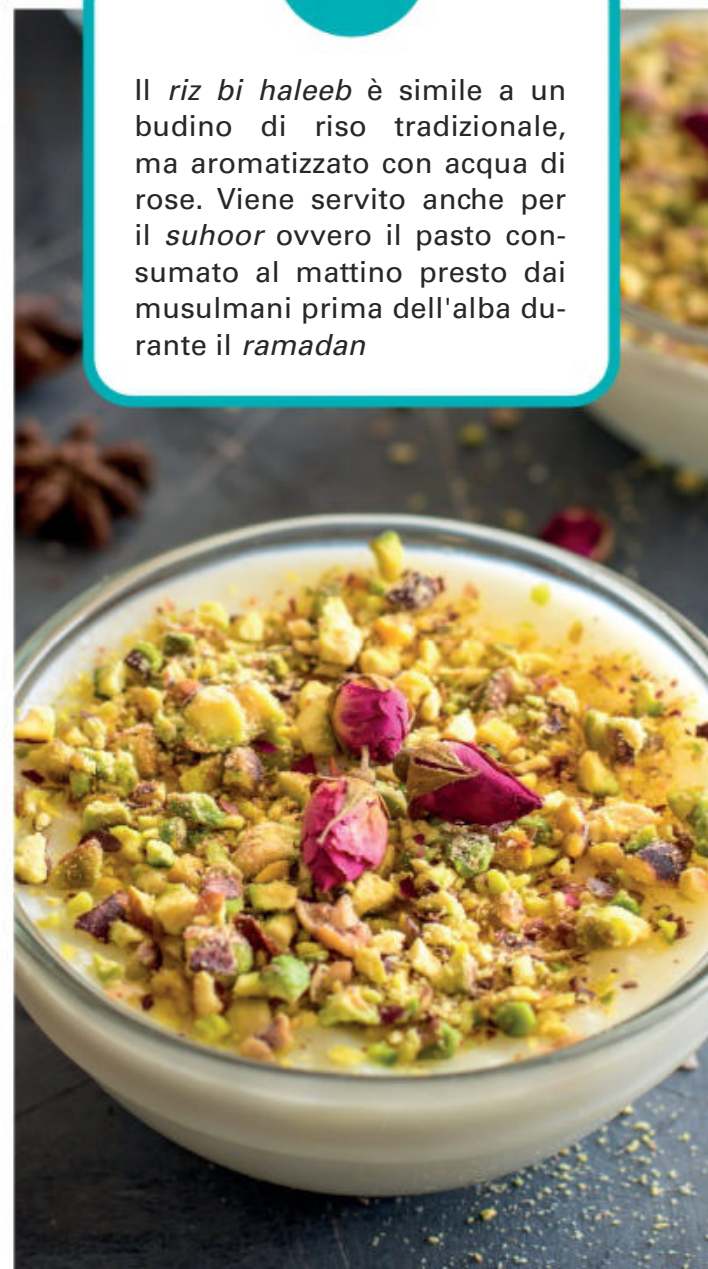 Il riz bi haleeb è simile a un
budino di riso tradizionale,
ma aromatizzato con acqua di
rose. Viene servito anche per
il suhoor ovvero il pasto con-
sumato al mattino presto dai
musulmani prima dell'alba du-
rante il ramadan